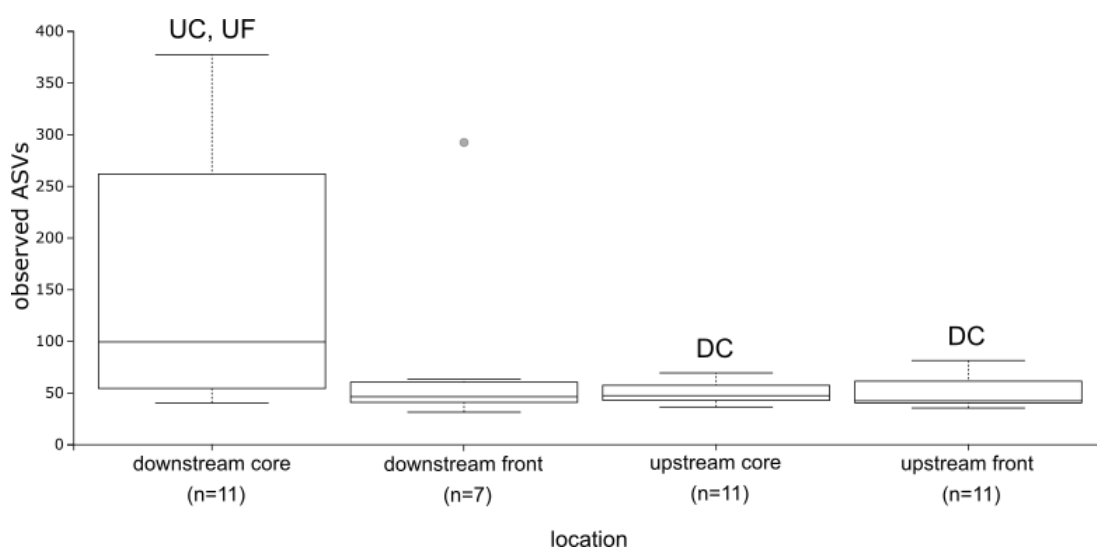 UC, UF
400
350
300
250
200
150
100
50
0
observed ASVs
DC
DC
downstream core
(n=11)
downstream front
(n=7)
upstream core
(n=11)
upstream front
(n=11)
location